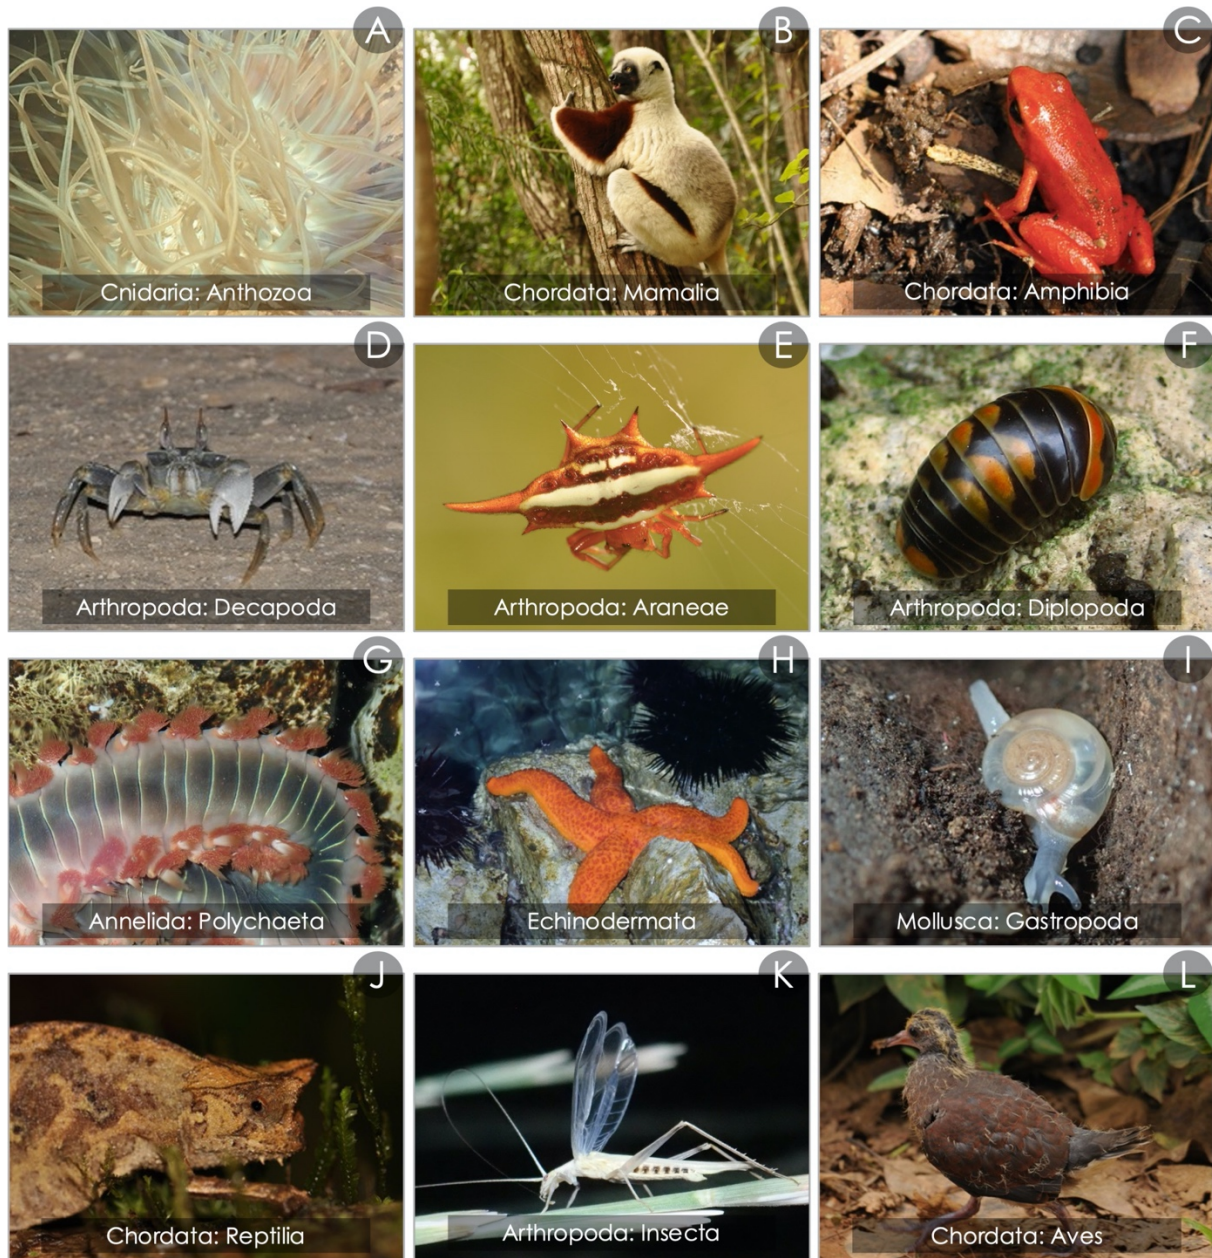 A
Cnidaria: Anthozoa
B
Chordata: Mamalia
C
Chordata: Amphibia
D
Arthropoda: Decapoda
E
Arthropoda: Araneae
F
Arthropoda: Diplopoda
G
Annelida: Polychaeta
H
Echinodermata
I
Mollusca: Gastropoda
J
Chordata: Reptilia
K
Arthropoda: Insecta
L
Chordata: Aves